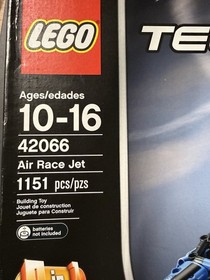 LEGO
TE
Ages/edades
10-16
42066
Air Race Jet
1151 pcs/pzs
Building Toy
Jouet de construction
Juguete para Construir
batteries
not included
in